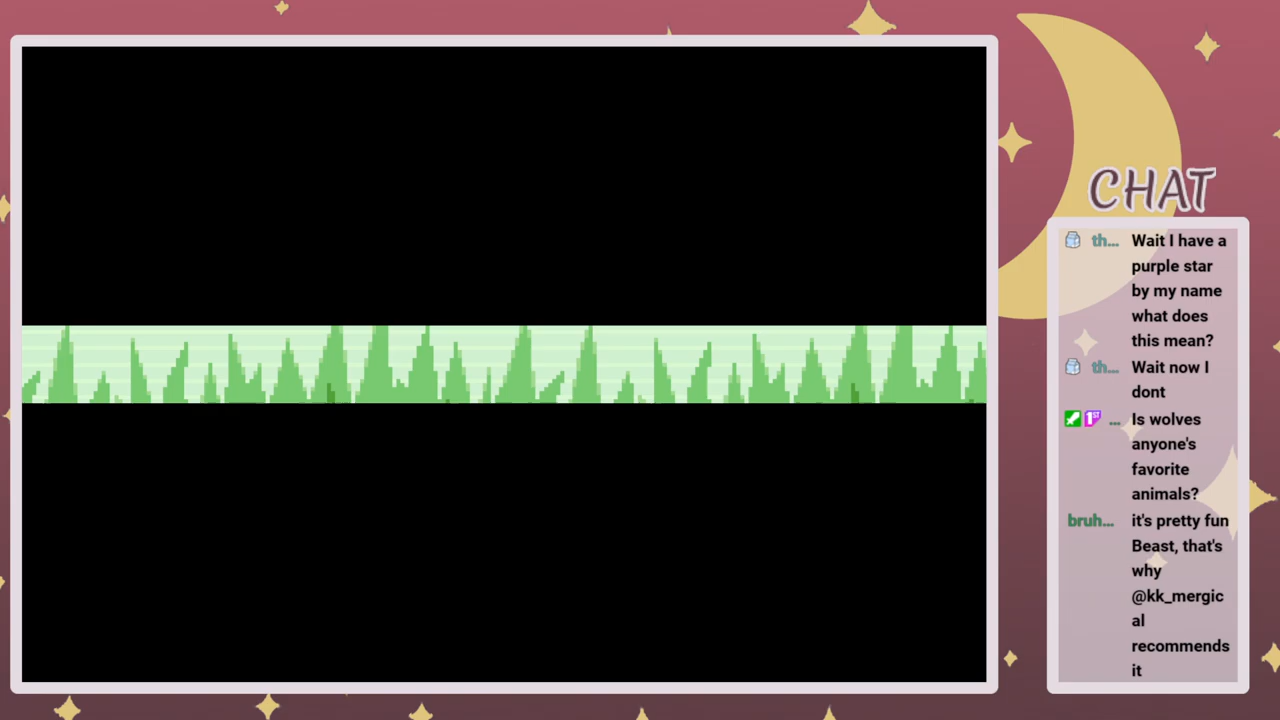 CHAT
th... Wait I have a
purple star
by my name
what does
this mean?
th... Wait now I
dont
1ST ... Is wolves
anyone's
favorite
animals?
bruh... it's pretty fun
Beast, that's
why
@kk_mergic
al
recommends
it